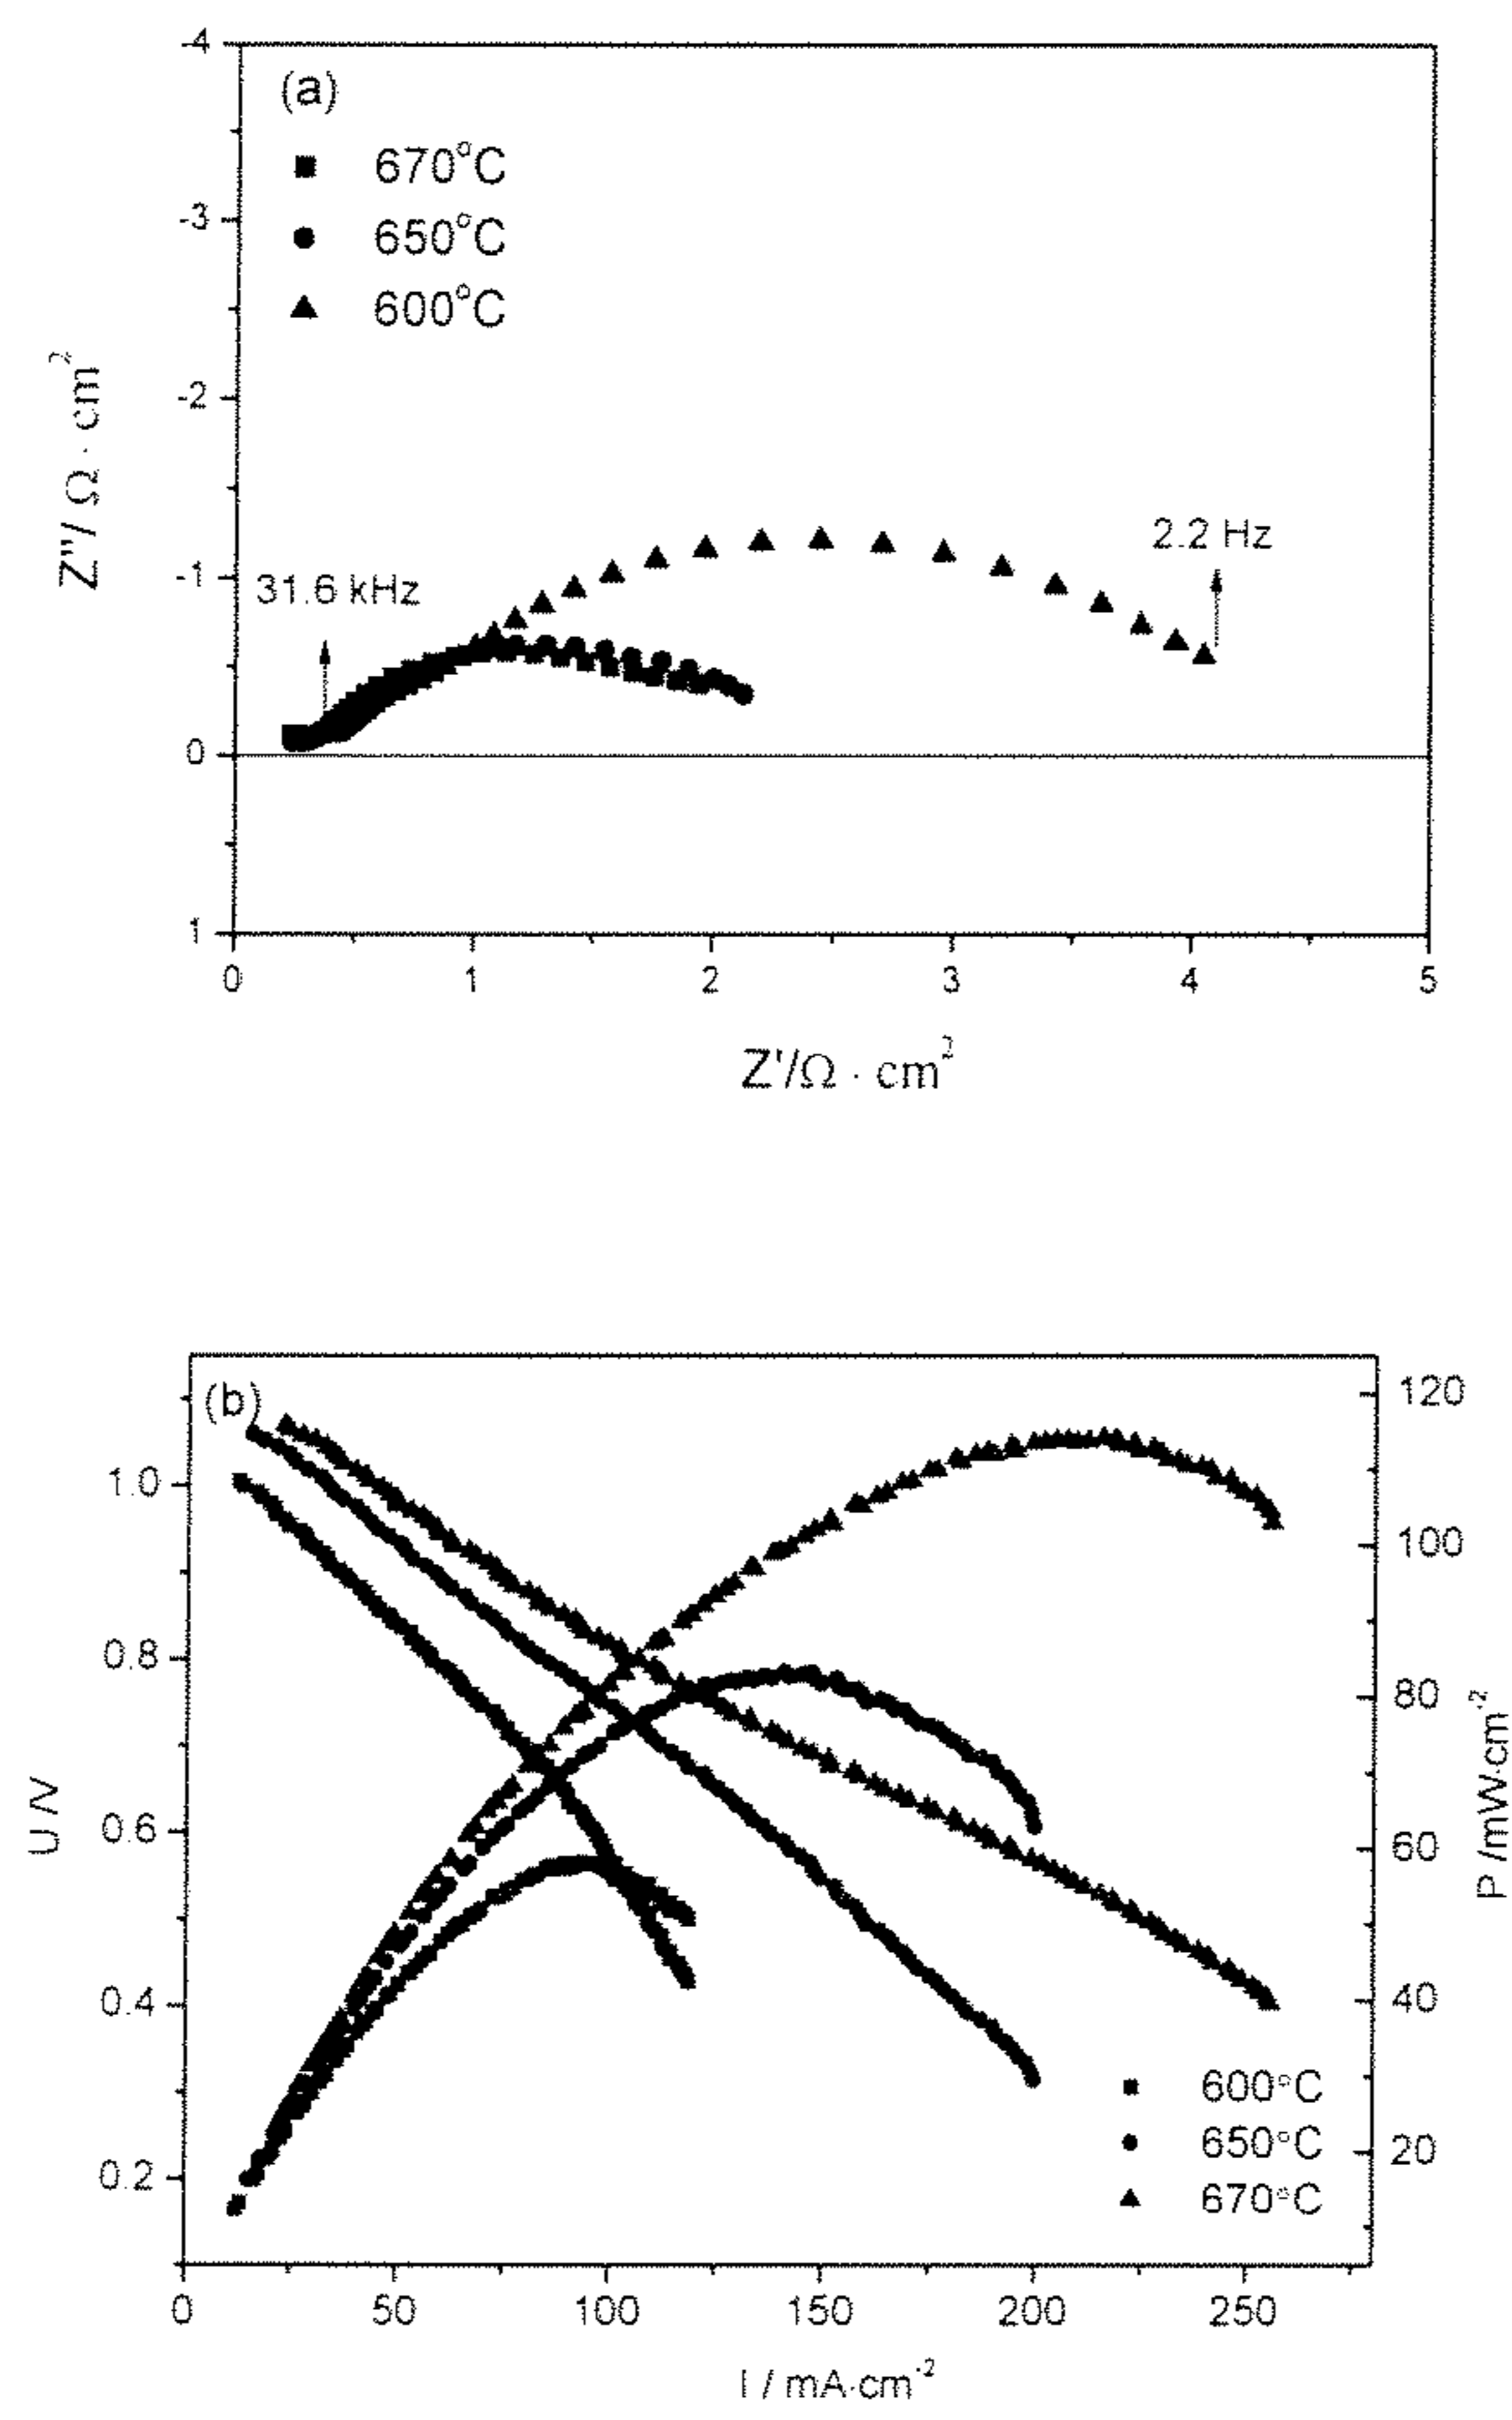 -4
(a)
670°C
-3
650°C
600°C
-2
Z"/ Ω · cm²
2.2 Hz
-1
31.6 kHz
0
1
0 1 2 3 4 5
Z'/Ω · cm²
(b)
120
1.0
100
0.8
80
U /V
P /mW·cm⁻²
0.6
60
0.4
40
600°C
650°C
20
0.2
670°C
0 50 100 150 200 250
I / mA·cm⁻²